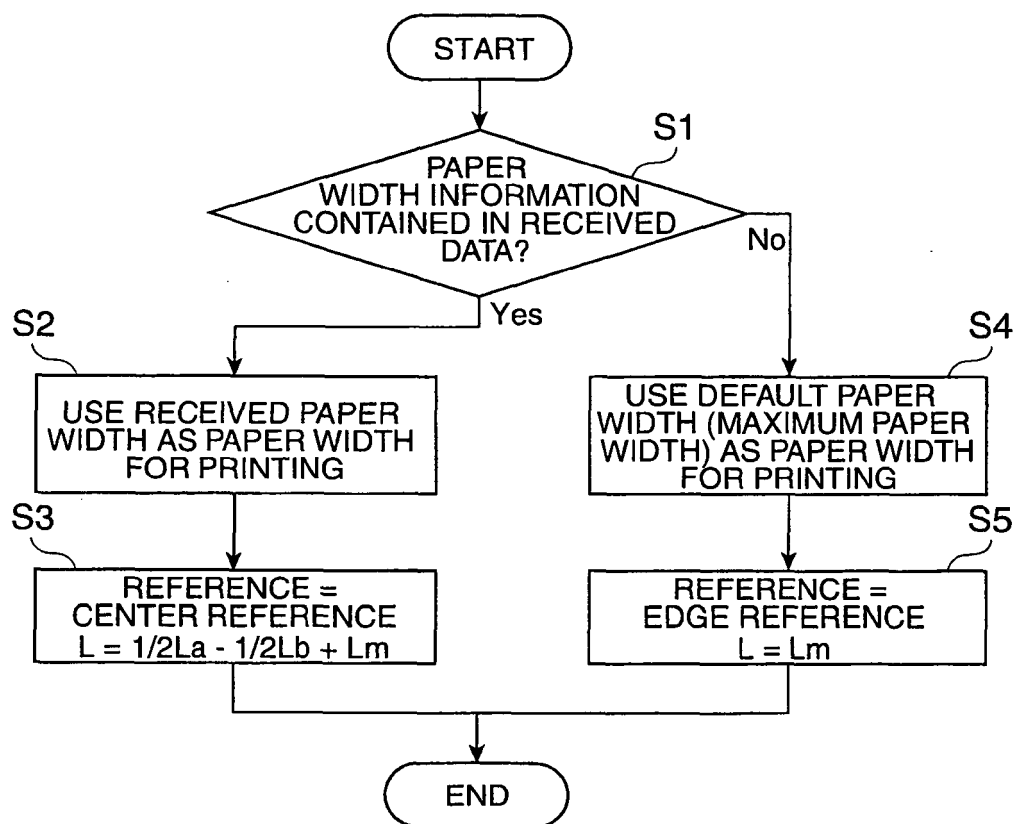 START
S1
PAPER
WIDTH INFORMATION
CONTAINED IN RECEIVED
DATA?
No
Yes
S2
USE RECEIVED PAPER
WIDTH AS PAPER WIDTH
FOR PRINTING
S4
USE DEFAULT PAPER
WIDTH (MAXIMUM PAPER
WIDTH) AS PAPER WIDTH
FOR PRINTING
S3
REFERENCE =
CENTER REFERENCE
L = 1/2La - 1/2Lb + Lm
S5
REFERENCE =
EDGE REFERENCE
L = Lm
END